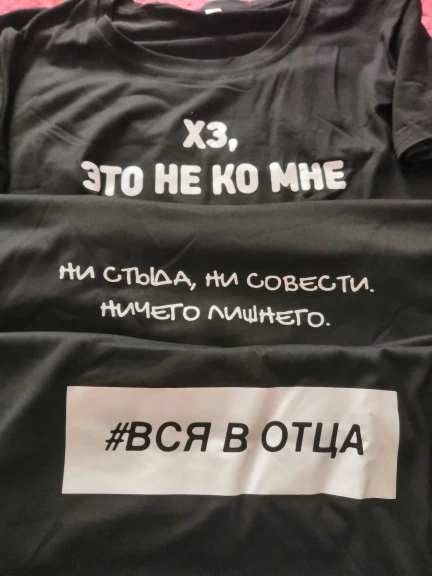 ХЗ,
ЭТО НЕ КО МНЕ
НИ СТЫДА, НИ СОВЕСТИ.
НИЧЕГО ЛИШНЕГО.
#ВСЯ В ОТЦА